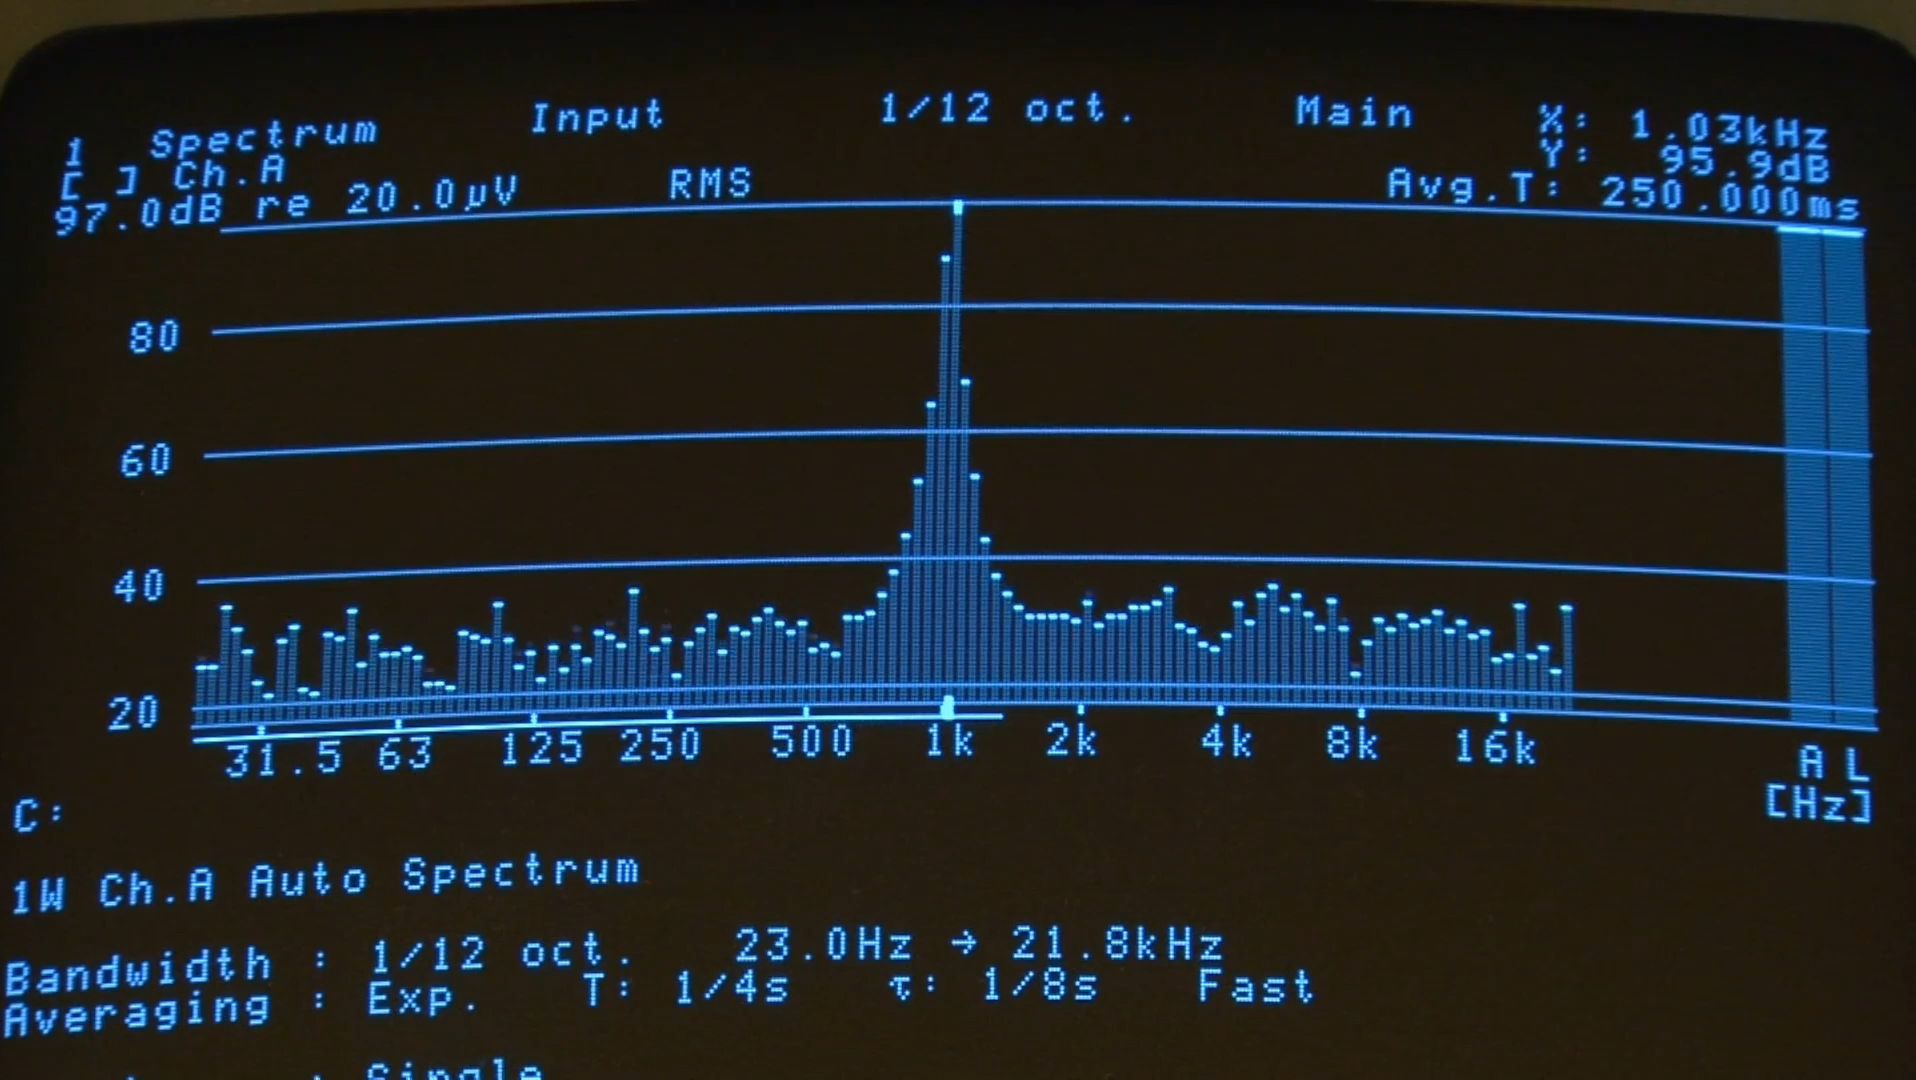 1 Spectrum Input 1/12 oct. Main X: 1.03kHz
[ ] Ch.A Y: 95.9dB
97.0dB re 20.0µV RMS Avg.T: 250.000ms
80
60
40
20
31.5 63 125 250 500 1k 2k 4k 8k 16k A L
[Hz]
C:
1W Ch.A Auto Spectrum
Bandwidth : 1/12 oct. 23.0Hz → 21.8kHz
Averaging : Exp. T: 1/4s τ: 1/8s Fast
: Single